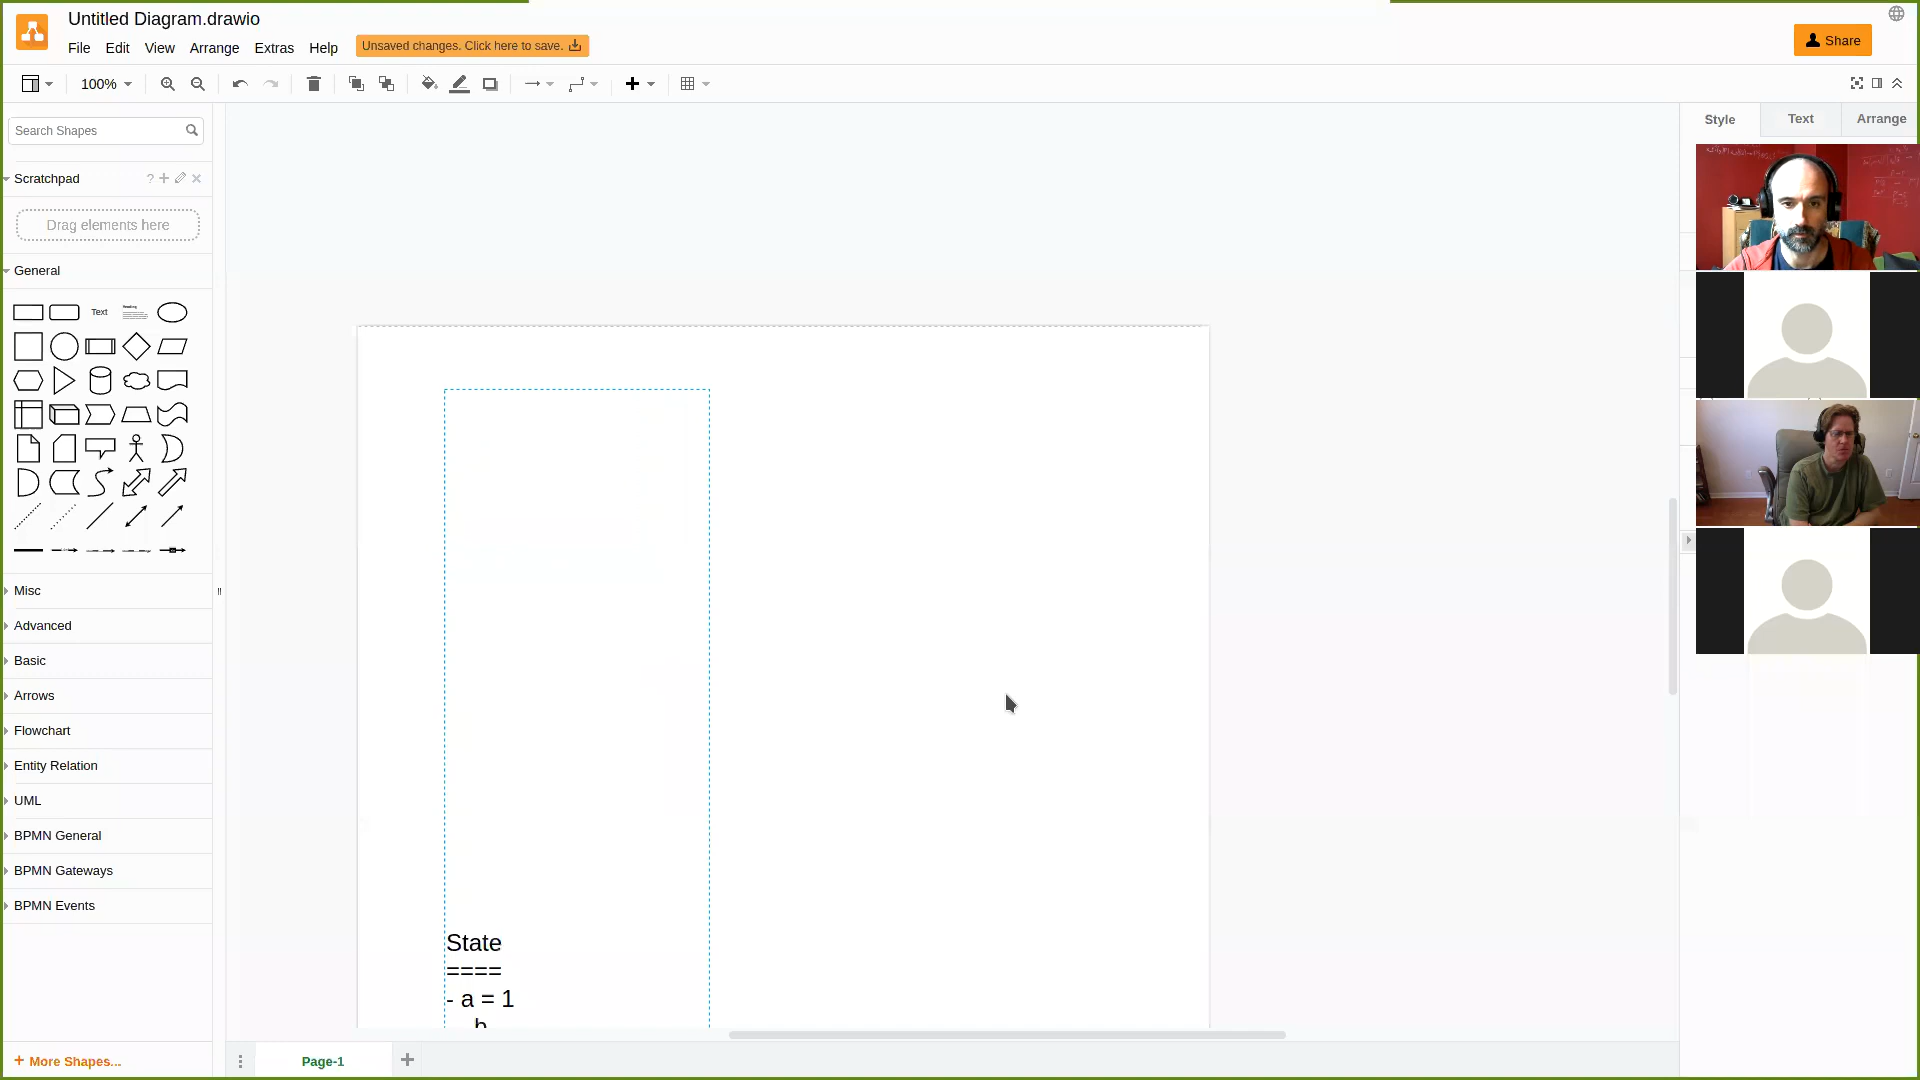 Untitled Diagram.drawio
File Edit View Arrange Extras Help Unsaved changes. Click here to save.
Share
100%
Search Shapes
Style Text Arrange
Scratchpad ?
Drag elements here
General
Text
Misc
Advanced
Basic
Arrows
Flowchart
Entity Relation
UML
BPMN General
BPMN Gateways
BPMN Events
State
====
- a = 1
b
+ More Shapes...
Page-1